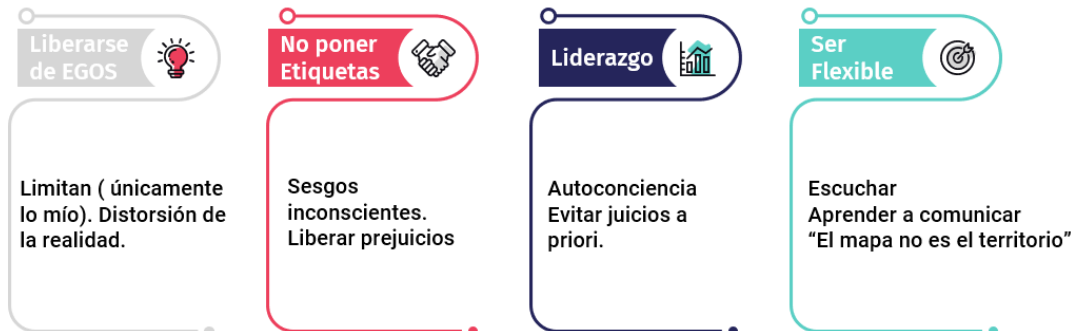 Liberarse
de EGOS
Limitan ( únicamente
lo mío). Distorsión de
la realidad.
No poner
Etiquetas
Sesgos
inconscientes.
Liberar prejuicios
Liderazgo
Autoconciencia
Evitar juicios a
priori.
Ser
Flexible
Escuchar
Aprender a comunicar
“El mapa no es el territorio”